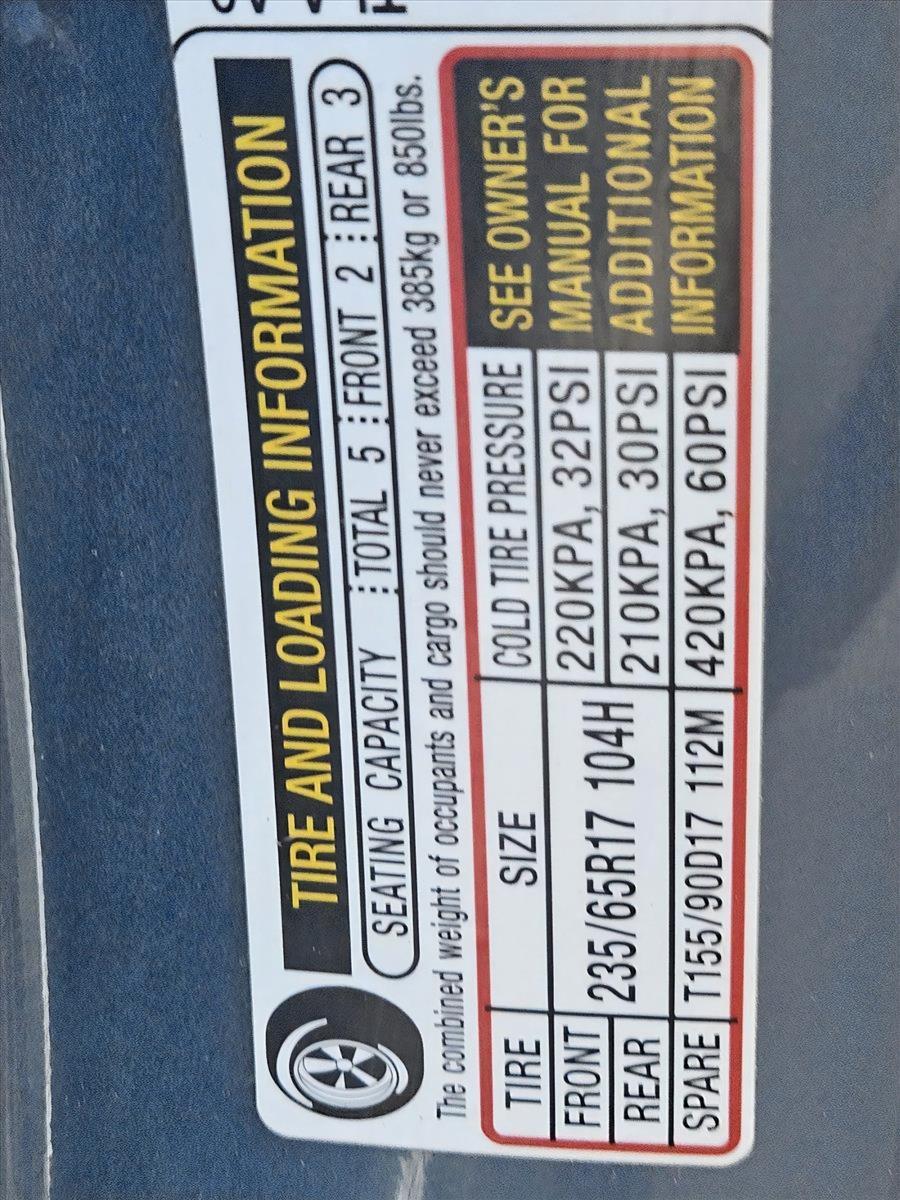 TIRE AND LOADING INFORMATION
SEATING CAPACITY TOTAL 5 FRONT 2 REAR 3
The combined weight of occupants and cargo should never exceed 385kg or 850lbs.
TIRE SIZE COLD TIRE PRESSURE
FRONT 235/65R17 104H 220KPA, 32PSI
REAR 210KPA, 30PSI
SPARE T155/90D17 112M 420KPA, 60PSI
SEE OWNER'S
MANUAL FOR
ADDITIONAL
INFORMATION